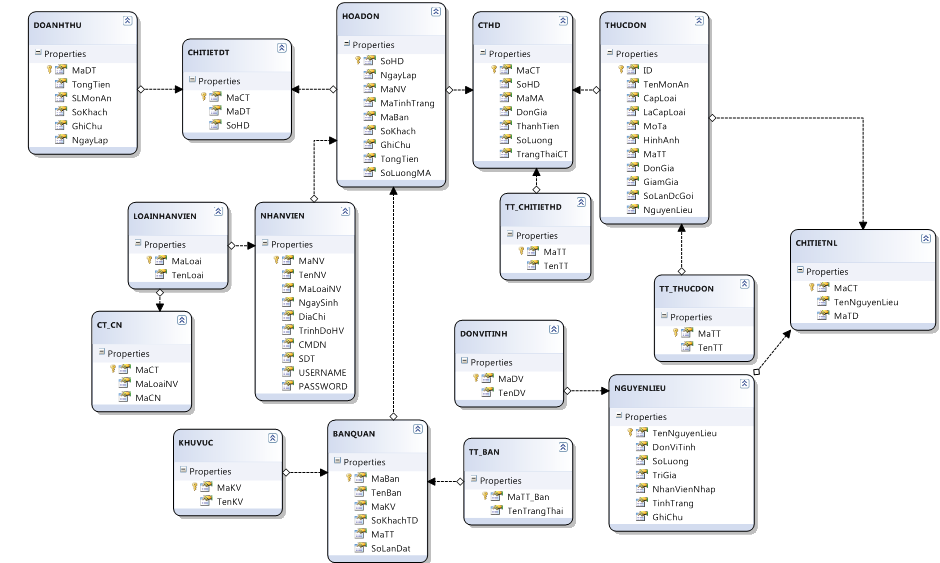 DOANHTHU
Properties
MaDT
TongTien
SLMonAn
SoKhach
GhiChu
NgayLap
CHITIETDT
Properties
MaCT
MaDT
SoHD
HOADON
Properties
SoHD
NgayLap
MaNV
MaTinhTrang
MaBan
SoKhach
GhiChu
TongTien
SoLuongMA
CTHD
Properties
MaCT
SoHD
MaMA
DonGia
ThanhTien
SoLuong
TrangThaiCT
THUCDON
Properties
ID
TenMonAn
CapLoai
LaCapLoai
MoTa
HinhAnh
MaTT
DonGia
GiamGia
SoLanDcGoi
NguyenLieu
LOAINHANVIEN
Properties
MaLoai
TenLoai
NHANVIEN
Properties
MaNV
TenNV
MaLoaiNV
NgaySinh
DiaChi
TrinhDoHV
CMDN
SDT
USERNAME
PASSWORD
TT_CHITIETHD
Properties
MaTT
TenTT
CHITIETNL
Properties
MaCT
TenNguyenLieu
MaTD
TT_THUCDON
Properties
MaTT
TenTT
CT_CN
Properties
MaCT
MaLoaiNV
MaCN
DONVITINH
Properties
MaDV
TenDV
NGUYENLIEU
Properties
TenNguyenLieu
DonViTinh
SoLuong
TriGia
NhanVienNhap
TinhTrang
GhiChu
KHUVUC
Properties
MaKV
TenKV
BANQUAN
Properties
MaBan
TenBan
MaKV
SoKhachTD
MaTT
SoLanDat
TT_BAN
Properties
MaTT_Ban
TenTrangThai